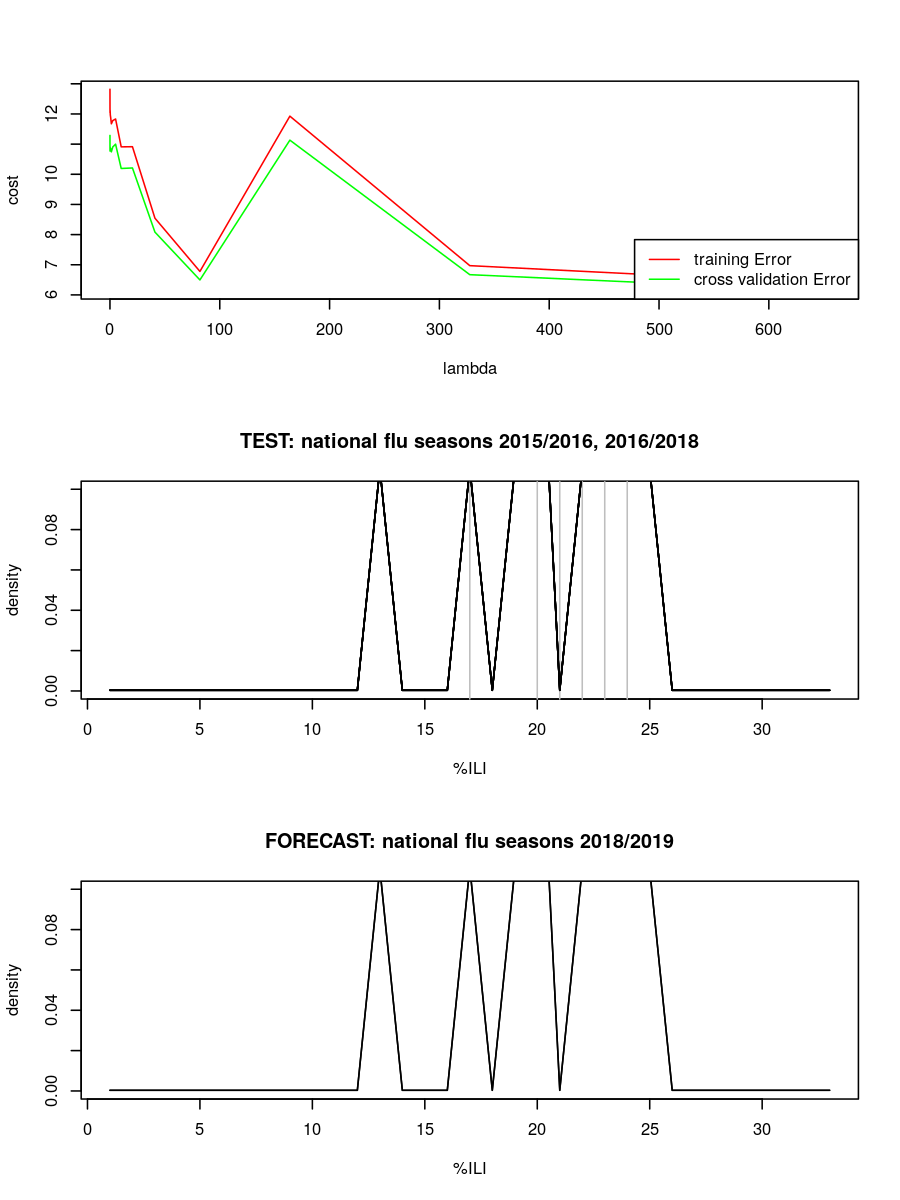 cost
6 7 8 9 10 12
0 100 200 300 400 500 600
lambda
training Error
cross validation Error
TEST: national flu seasons 2015/2016, 2016/2018
density
0.00 0.04 0.08
0 5 10 15 20 25 30
%ILI
FORECAST: national flu seasons 2018/2019
density
0.00 0.04 0.08
0 5 10 15 20 25 30
%ILI